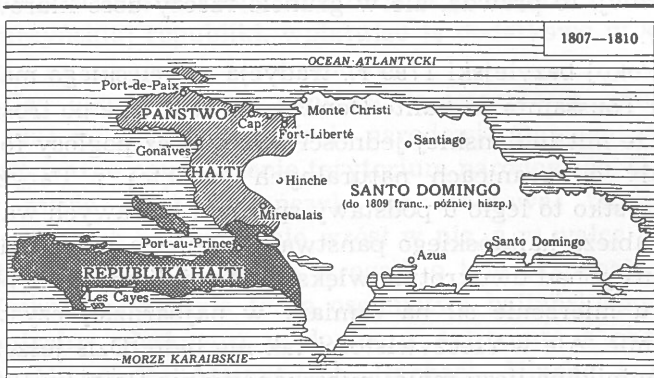 1807—1810
OCEAN ATLANTYCKI
Port-de-Paix
Monte Christi
PAŃSTWO
Cap
Fort-Liberté
Santiago
Gonaïves
HAITI
Hinche
SANTO DOMINGO
(do 1809 franc., później hiszp.)
Mirebalais
Port-au-Prince
Santo Domingo
Azua
REPUBLIKA HAITI
Les Cayes
MORZE KARAIBSKIE